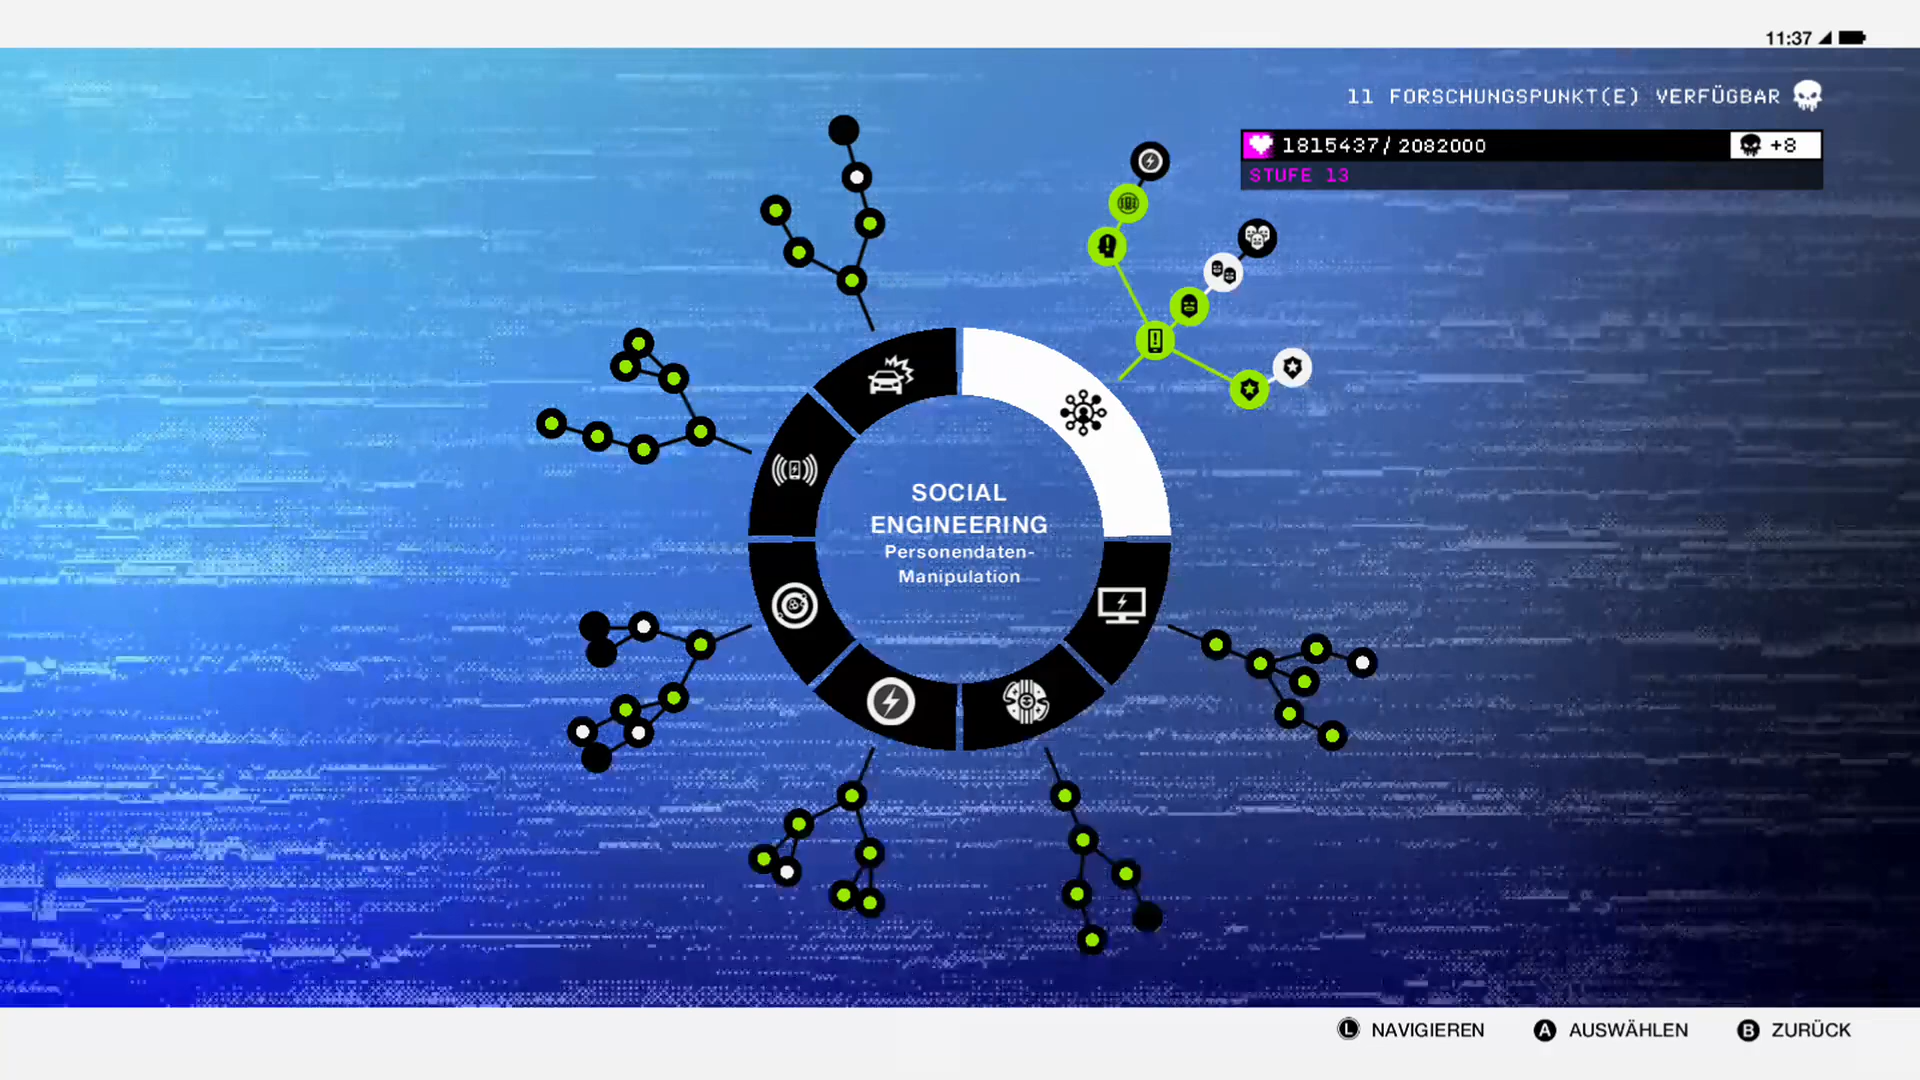 11:37
11 FORSCHUNGSPUNKT(E) VERFÜGBAR
1815437/2082000
+8
STUFE 13
SOCIAL
ENGINEERING
Personendaten-
Manipulation
L NAVIGIEREN A AUSWÄHLEN B ZURÜCK